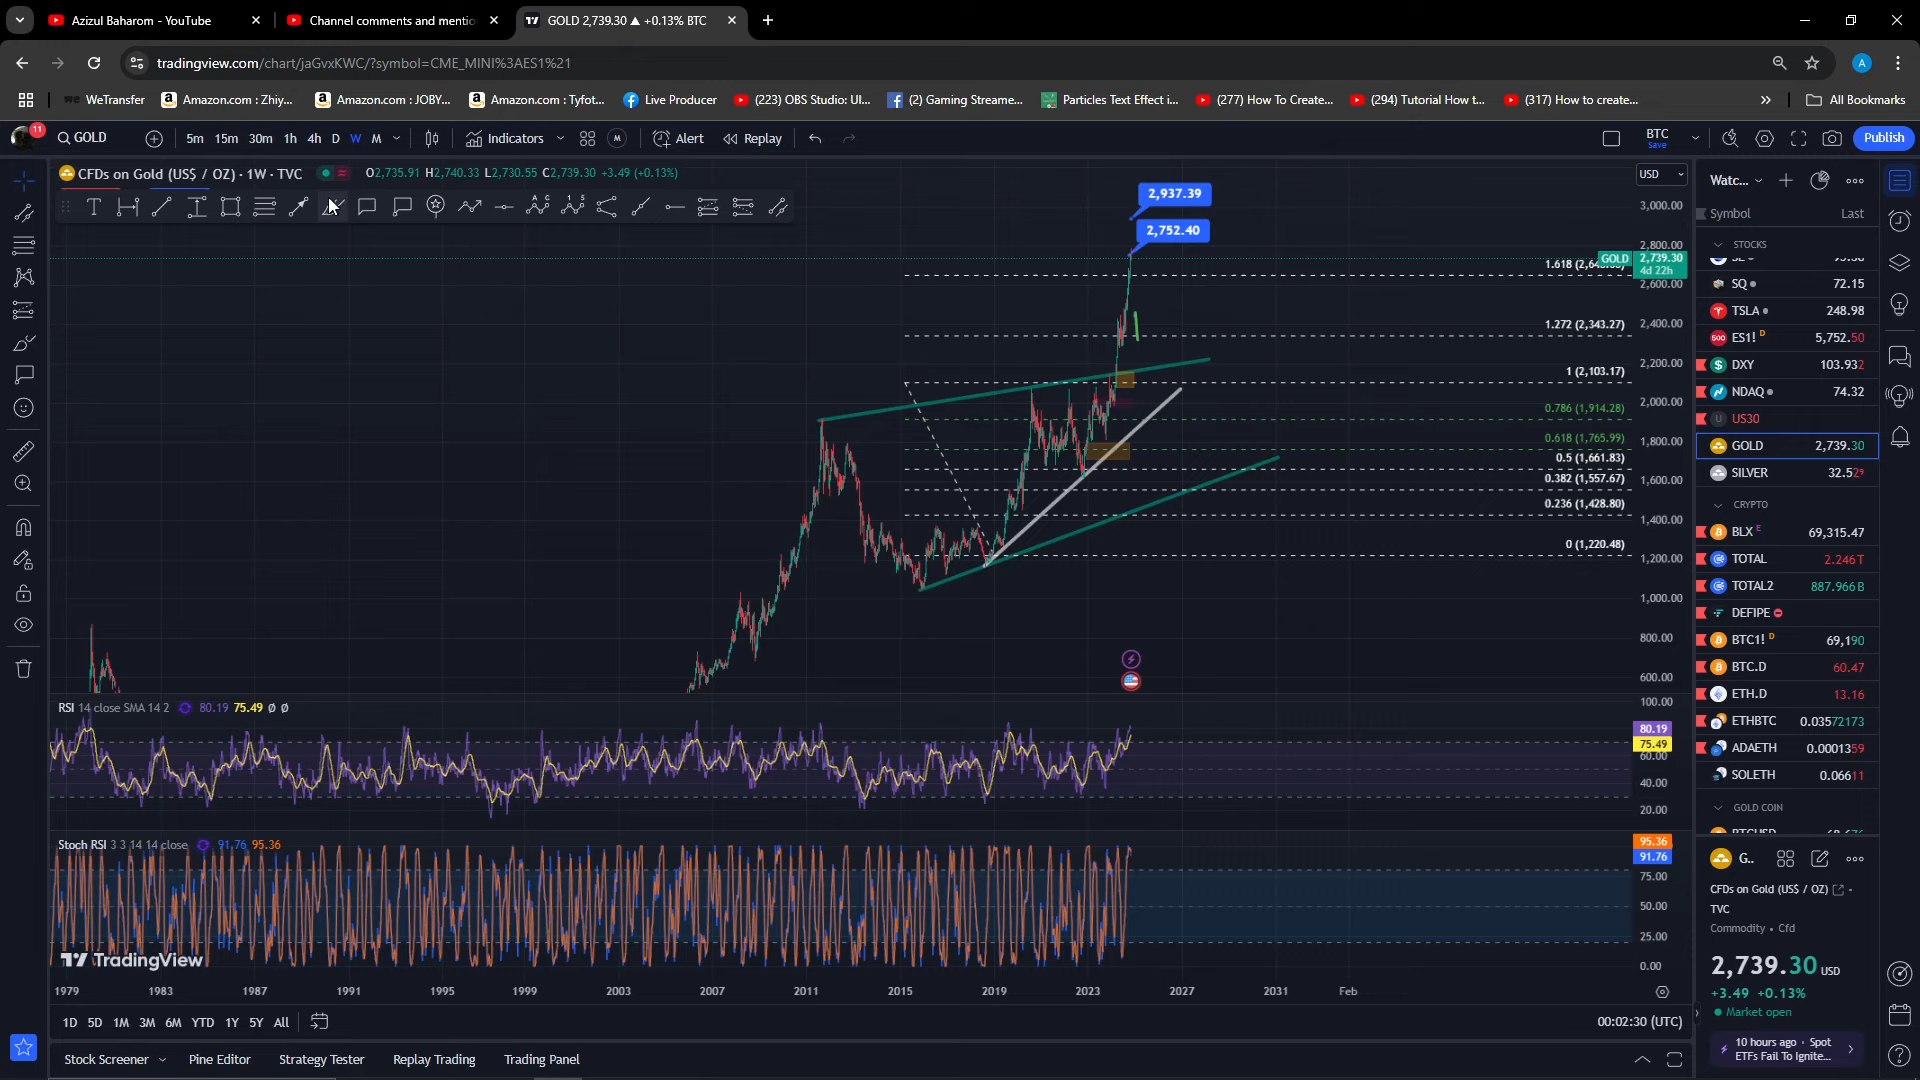 Azizul Baharom - YouTube
Channel comments and mentio
GOLD 2,739.30 ▲ +0.13% BTC
tradingview.com/chart/jaGvxKWC/?symbol=CME_MINI%3AES1%21
A
WeTransfer
Amazon.com : Zhiy...
Amazon.com : JOBY...
Amazon.com : Tyfot...
Live Producer
(223) OBS Studio: Ul...
(2) Gaming Streame...
Particles Text Effect i...
(277) How To Create...
(294) Tutorial How t...
(317) How to create...
All Bookmarks
11
GOLD
5m 15m 30m 1h 4h D W M
Indicators
M
Alert
Replay
BTC
Save
Publish
CFDs on Gold (US$ / OZ) · 1W · TVC
O2,735.91 H2,740.33 L2,730.55 C2,739.30 +3.49 (+0.13%)
USD
2,937.39
2,752.40
1.618
1.272 (2,343.27)
1 (2,103.17)
0.786 (1,914.28)
0.618 (1,765.99)
0.5 (1,661.83)
0.382 (1,557.67)
0.236 (1,428.80)
0 (1,220.48)
3,000.00
2,800.00
GOLD 2,739.30
4d 22h
2,600.00
2,400.00
2,200.00
2,000.00
1,800.00
1,600.00
1,400.00
1,200.00
1,000.00
800.00
600.00
RSI 14 close SMA 14 2 80.19 75.49 Ø Ø
100.00
80.19
75.49
60.00
40.00
20.00
Stoch RSI 3 3 14 14 close 91.76 95.36
95.36
91.76
75.00
50.00
25.00
0.00
TradingView
1979 1983 1987 1991 1995 1999 2003 2007 2011 2015 2019 2023 2027 2031 Feb
1D 5D 1M 3M 6M YTD 1Y 5Y All
00:02:30 (UTC)
Stock Screener
Pine Editor
Strategy Tester
Replay Trading
Trading Panel
Watc...
Symbol Last
STOCKS
SQ 72.15
TSLA 248.98
ES1! D 5,752.50
DXY 103.932
NDAQ 74.32
US30
GOLD 2,739.30
SILVER 32.529
CRYPTO
BLX E 69,315.47
TOTAL 2.246T
TOTAL2 887.966B
DEFIPE
BTC1! D 69,190
BTC.D 60.47
ETH.D 13.16
ETHBTC 0.03572173
ADAETH 0.0001359
SOLETH 0.06611
GOLD COIN
G..
CFDs on Gold (US$ / OZ)
TVC
Commodity • Cfd
2,739.30 USD
+3.49 +0.13%
Market open
10 hours ago · Spot
ETFs Fail To Ignite...